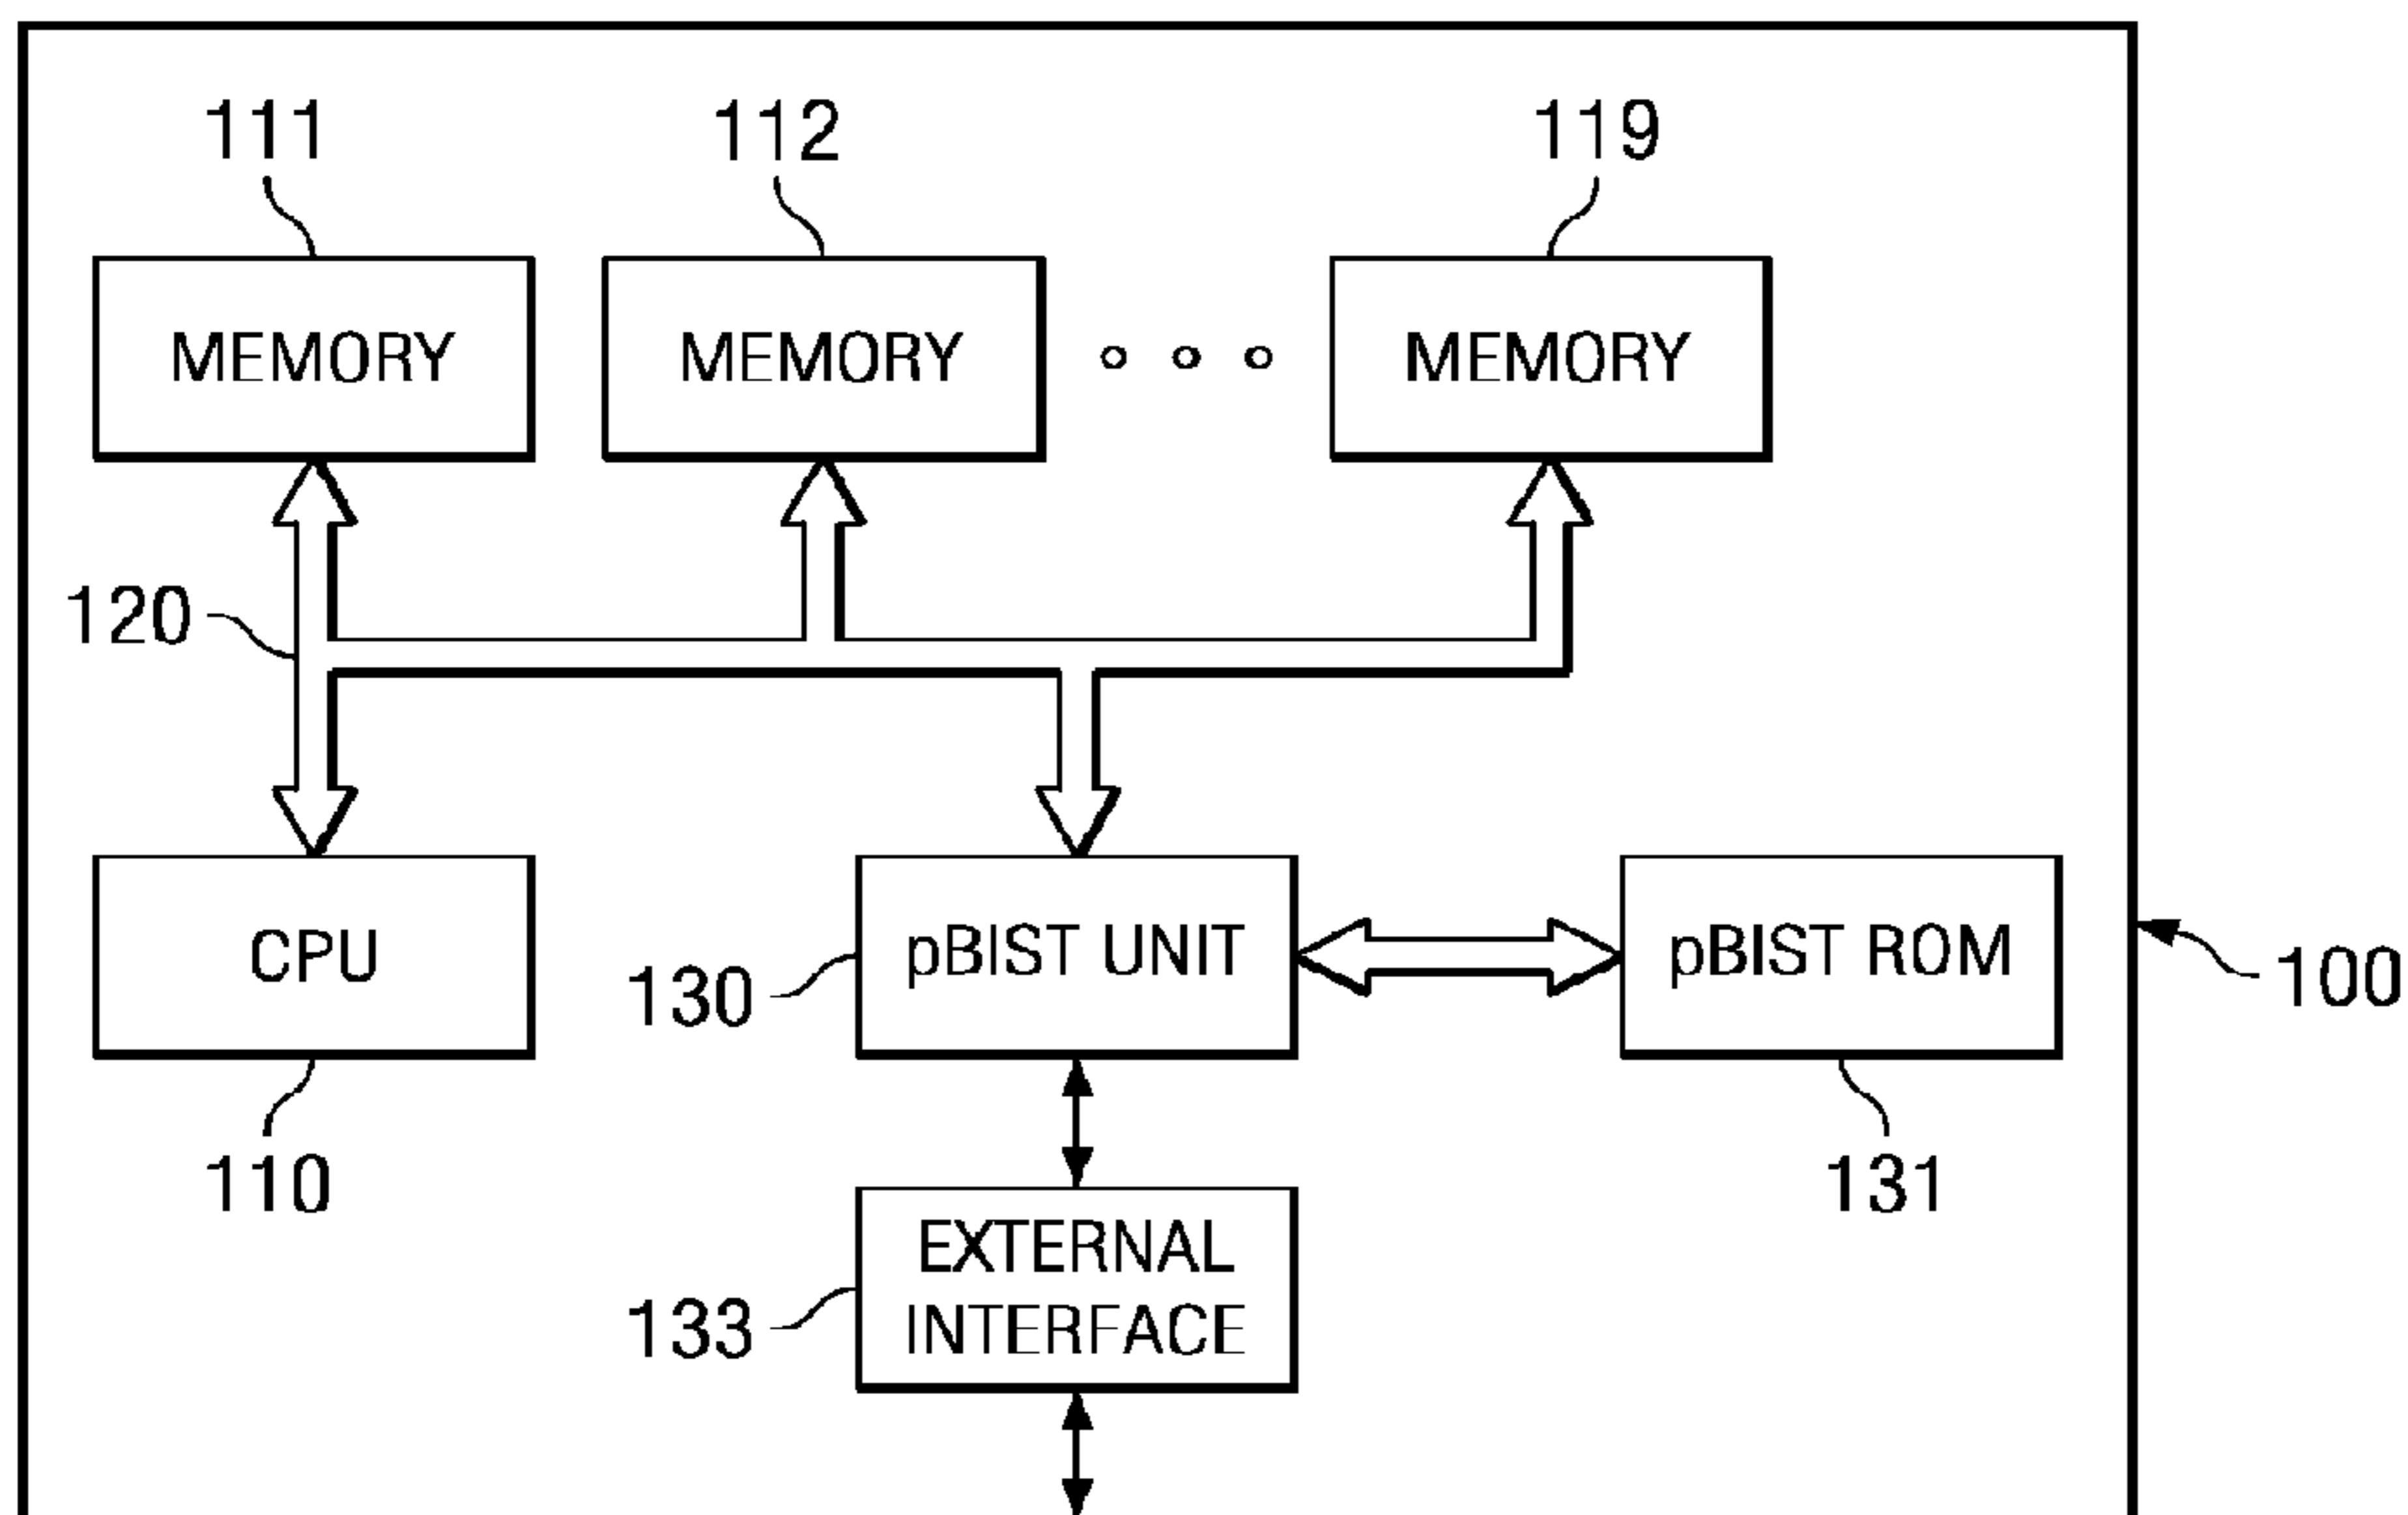 111
112
119
MEMORY
MEMORY
MEMORY
120
CPU
pBIST UNIT
pBIST ROM
130
100
110
131
EXTERNAL
INTERFACE
133